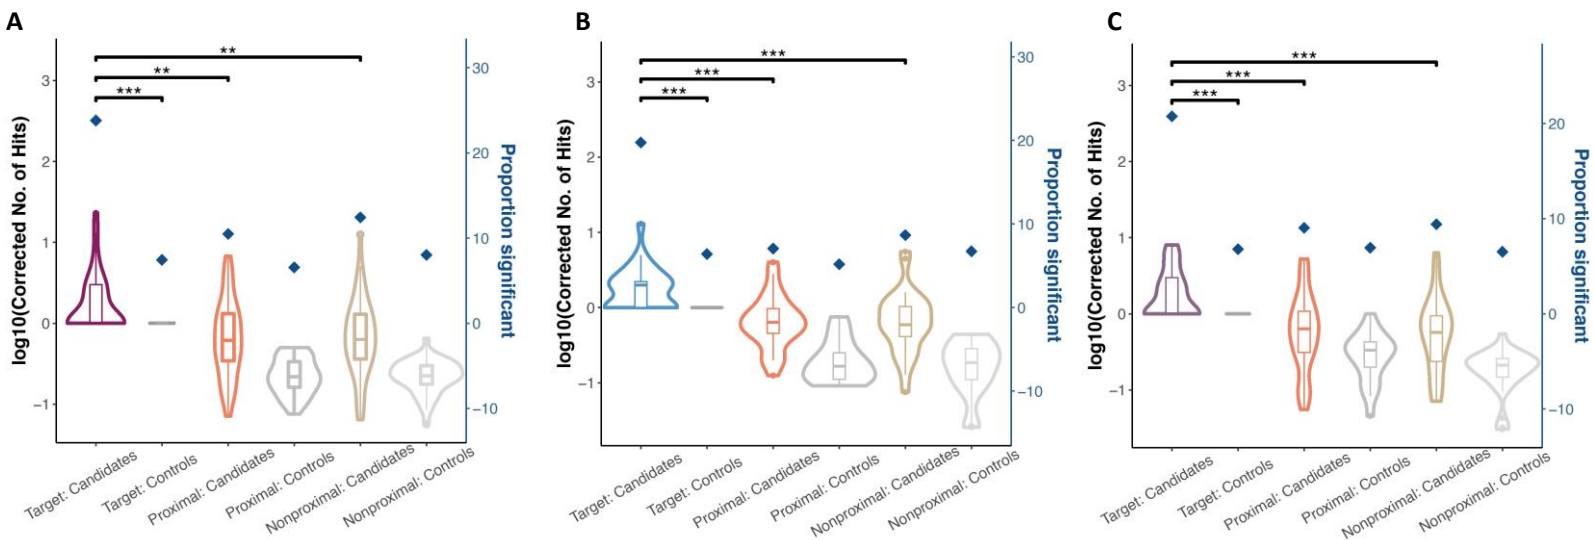 A
**
**
***
log10(Corrected No. of Hits)
3
2
1
0
−1
30
20
10
0
−10
Proportion significant
Target: Candidates
Target: Controls
Proximal: Candidates
Proximal: Controls
Nonproximal: Candidates
Nonproximal: Controls
B
***
***
***
log10(Corrected No. of Hits)
3
2
1
0
−1
30
20
10
0
−10
Proportion significant
Target: Candidates
Target: Controls
Proximal: Candidates
Proximal: Controls
Nonproximal: Candidates
Nonproximal: Controls
C
***
***
***
log10(Corrected No. of Hits)
3
2
1
0
−1
20
10
0
−10
Proportion significant
Target: Candidates
Target: Controls
Proximal: Candidates
Proximal: Controls
Nonproximal: Candidates
Nonproximal: Controls